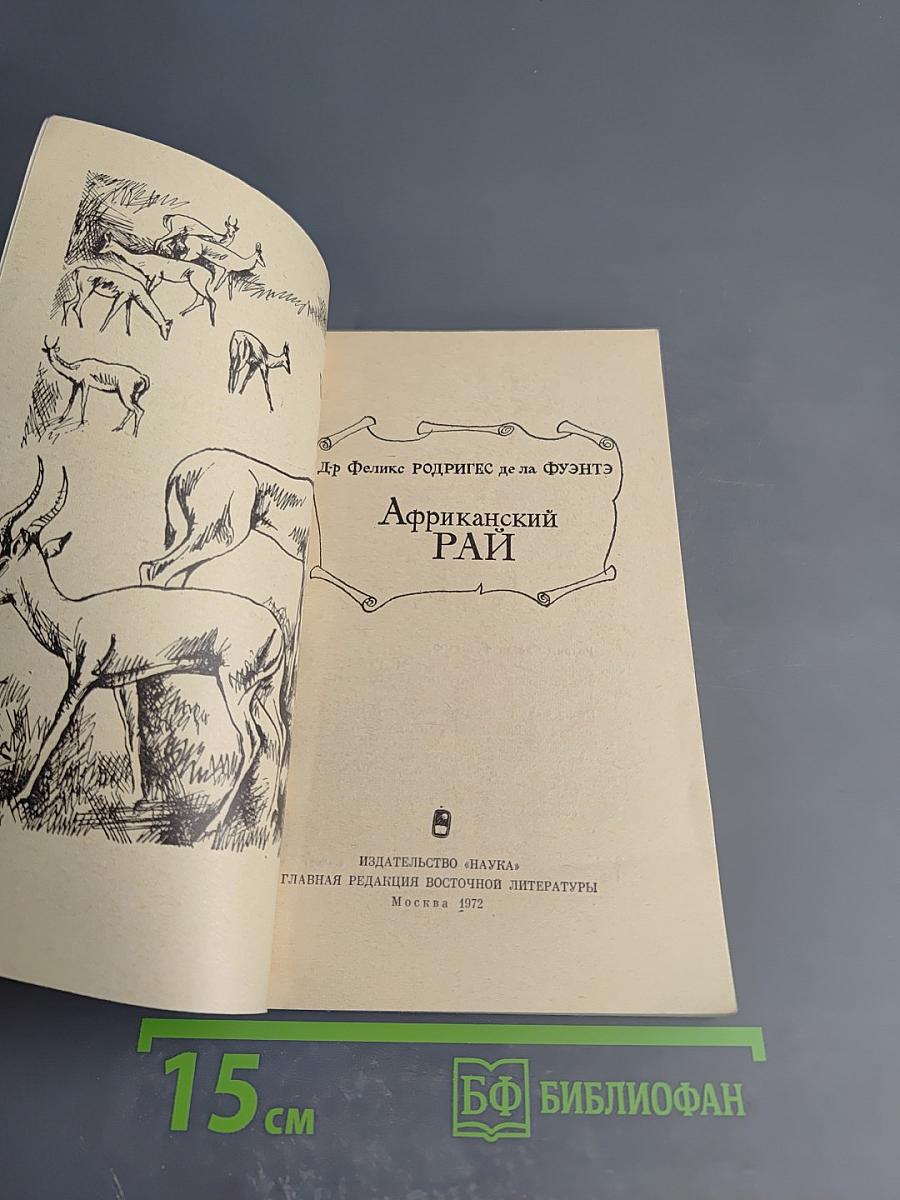 Д-р Феликс РОДРИГЕС де ла ФУЭНТЭ
Африканский
РАЙ
ИЗДАТЕЛЬСТВО «НАУКА»
ГЛАВНАЯ РЕДАКЦИЯ ВОСТОЧНОЙ ЛИТЕРАТУРЫ
Москва 1972
15 см
БФ БИБЛИОФАН